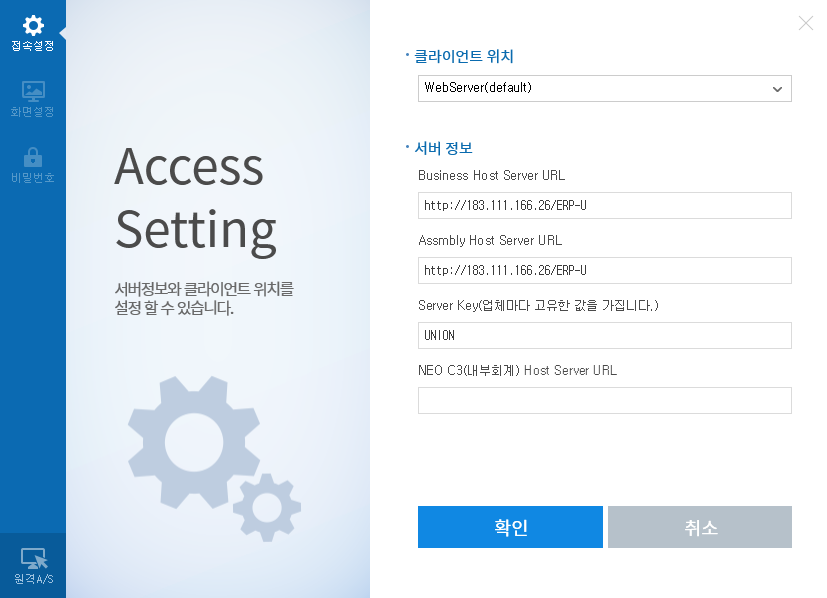 접속설정
화면설정
비밀번호
원격A/S
Access
Setting
서버정보와 클라이언트 위치를
설정 할 수 있습니다.
클라이언트 위치
WebServer(default)
서버 정보
Business Host Server URL
http://183.111.166.26/ERP-U
Assmbly Host Server URL
http://183.111.166.26/ERP-U
Server Key(업체마다 고유한 값을 가집니다.)
UNION
NEO C3(내부회계) Host Server URL
확인
취소